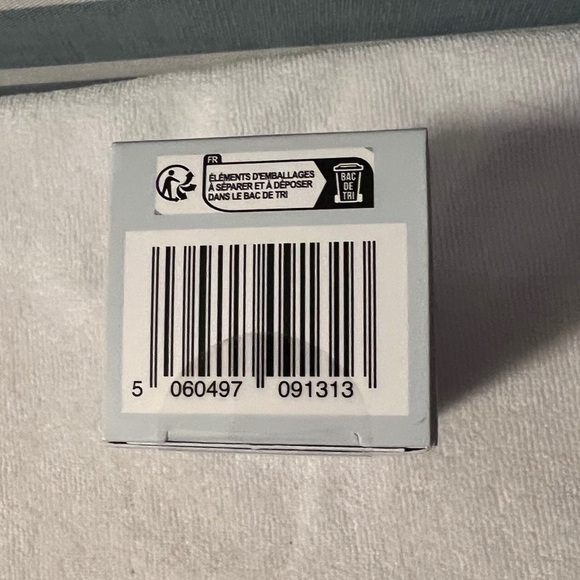 FR
ÉLÉMENTS D'EMBALLAGES
À SÉPARER ET À DÉPOSER
DANS LE BAC DE TRI
BAC
DE
TRI
5 060497 091313